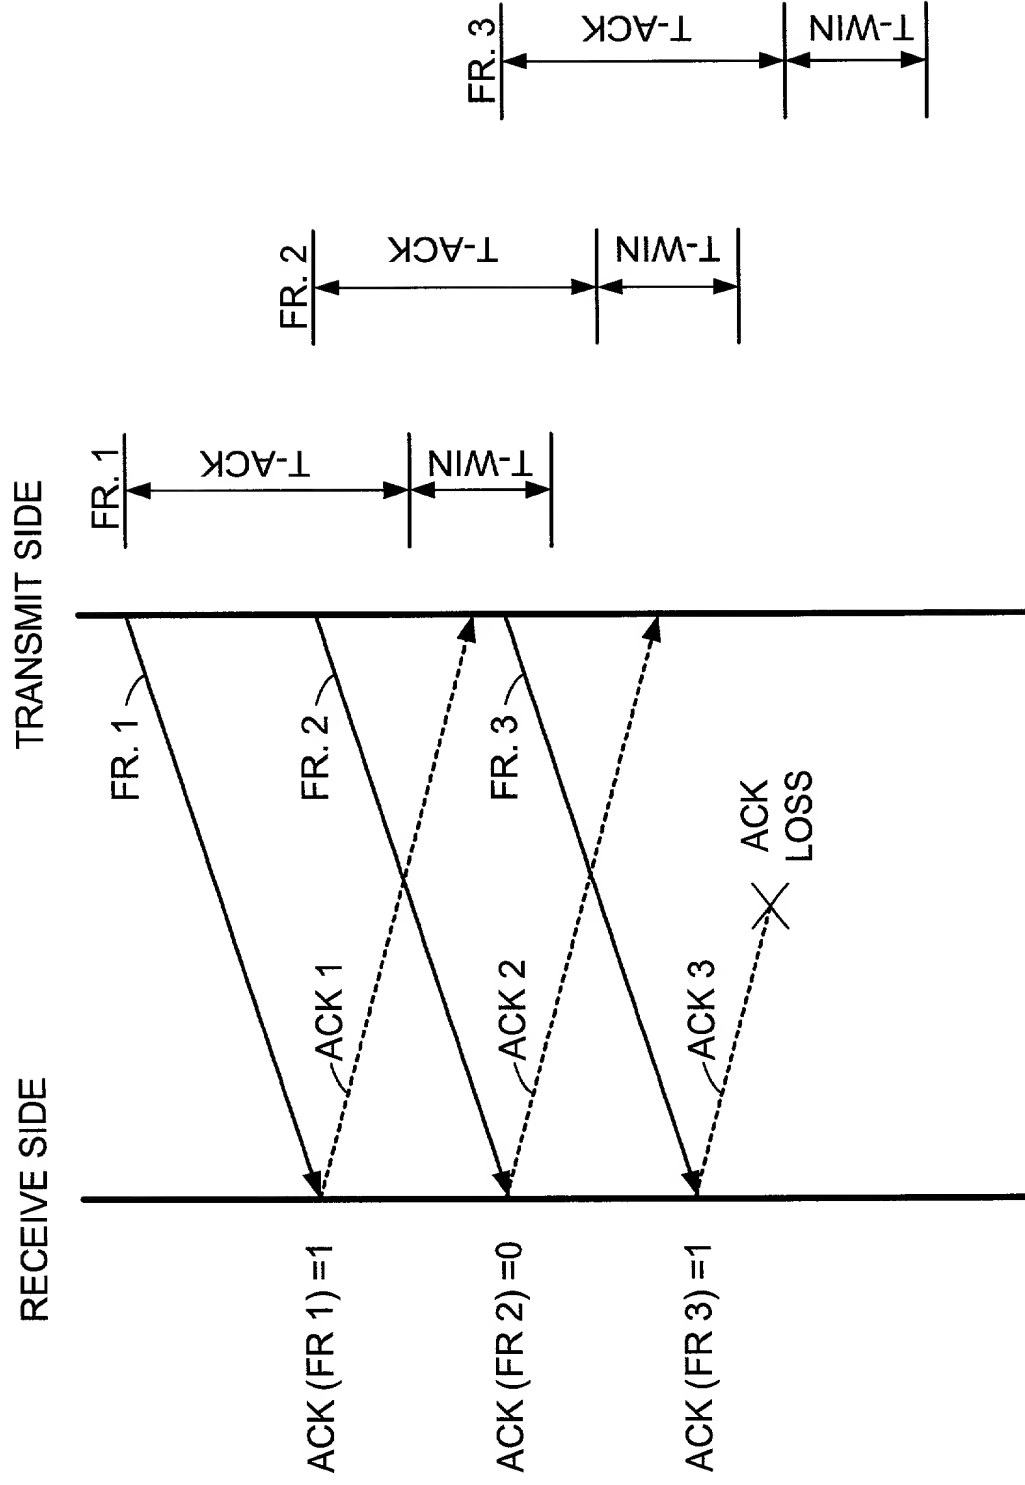 RECEIVE SIDE
TRANSMIT SIDE
FR. 1
FR. 1
T-ACK
T-WIN
FR. 2
FR. 2
T-ACK
T-WIN
FR. 3
FR. 3
T-ACK
T-WIN
ACK (FR 1) =1
ACK 1
ACK (FR 2) =0
ACK 2
ACK (FR 3) =1
ACK 3
ACK
LOSS